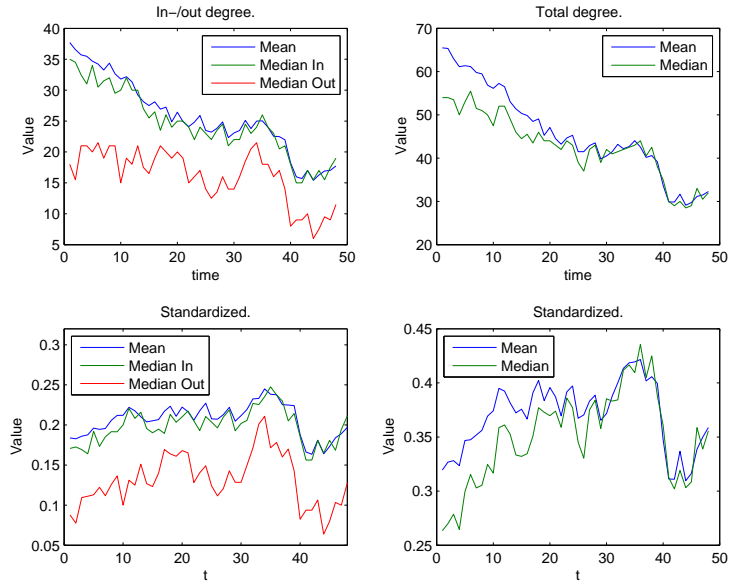 In−/out degree.
40
35
30
25
20
15
10
5
Value
0
10
20
30
40
50
time
Mean
Median In
Median Out
Total degree.
70
60
50
40
30
20
Value
0
10
20
30
40
50
time
Mean
Median
Standardized.
0.3
0.25
0.2
0.15
0.1
0.05
Value
0
10
20
30
40
t
Mean
Median In
Median Out
Standardized.
0.45
0.4
0.35
0.3
0.25
Value
0
10
20
30
40
50
t
Mean
Median